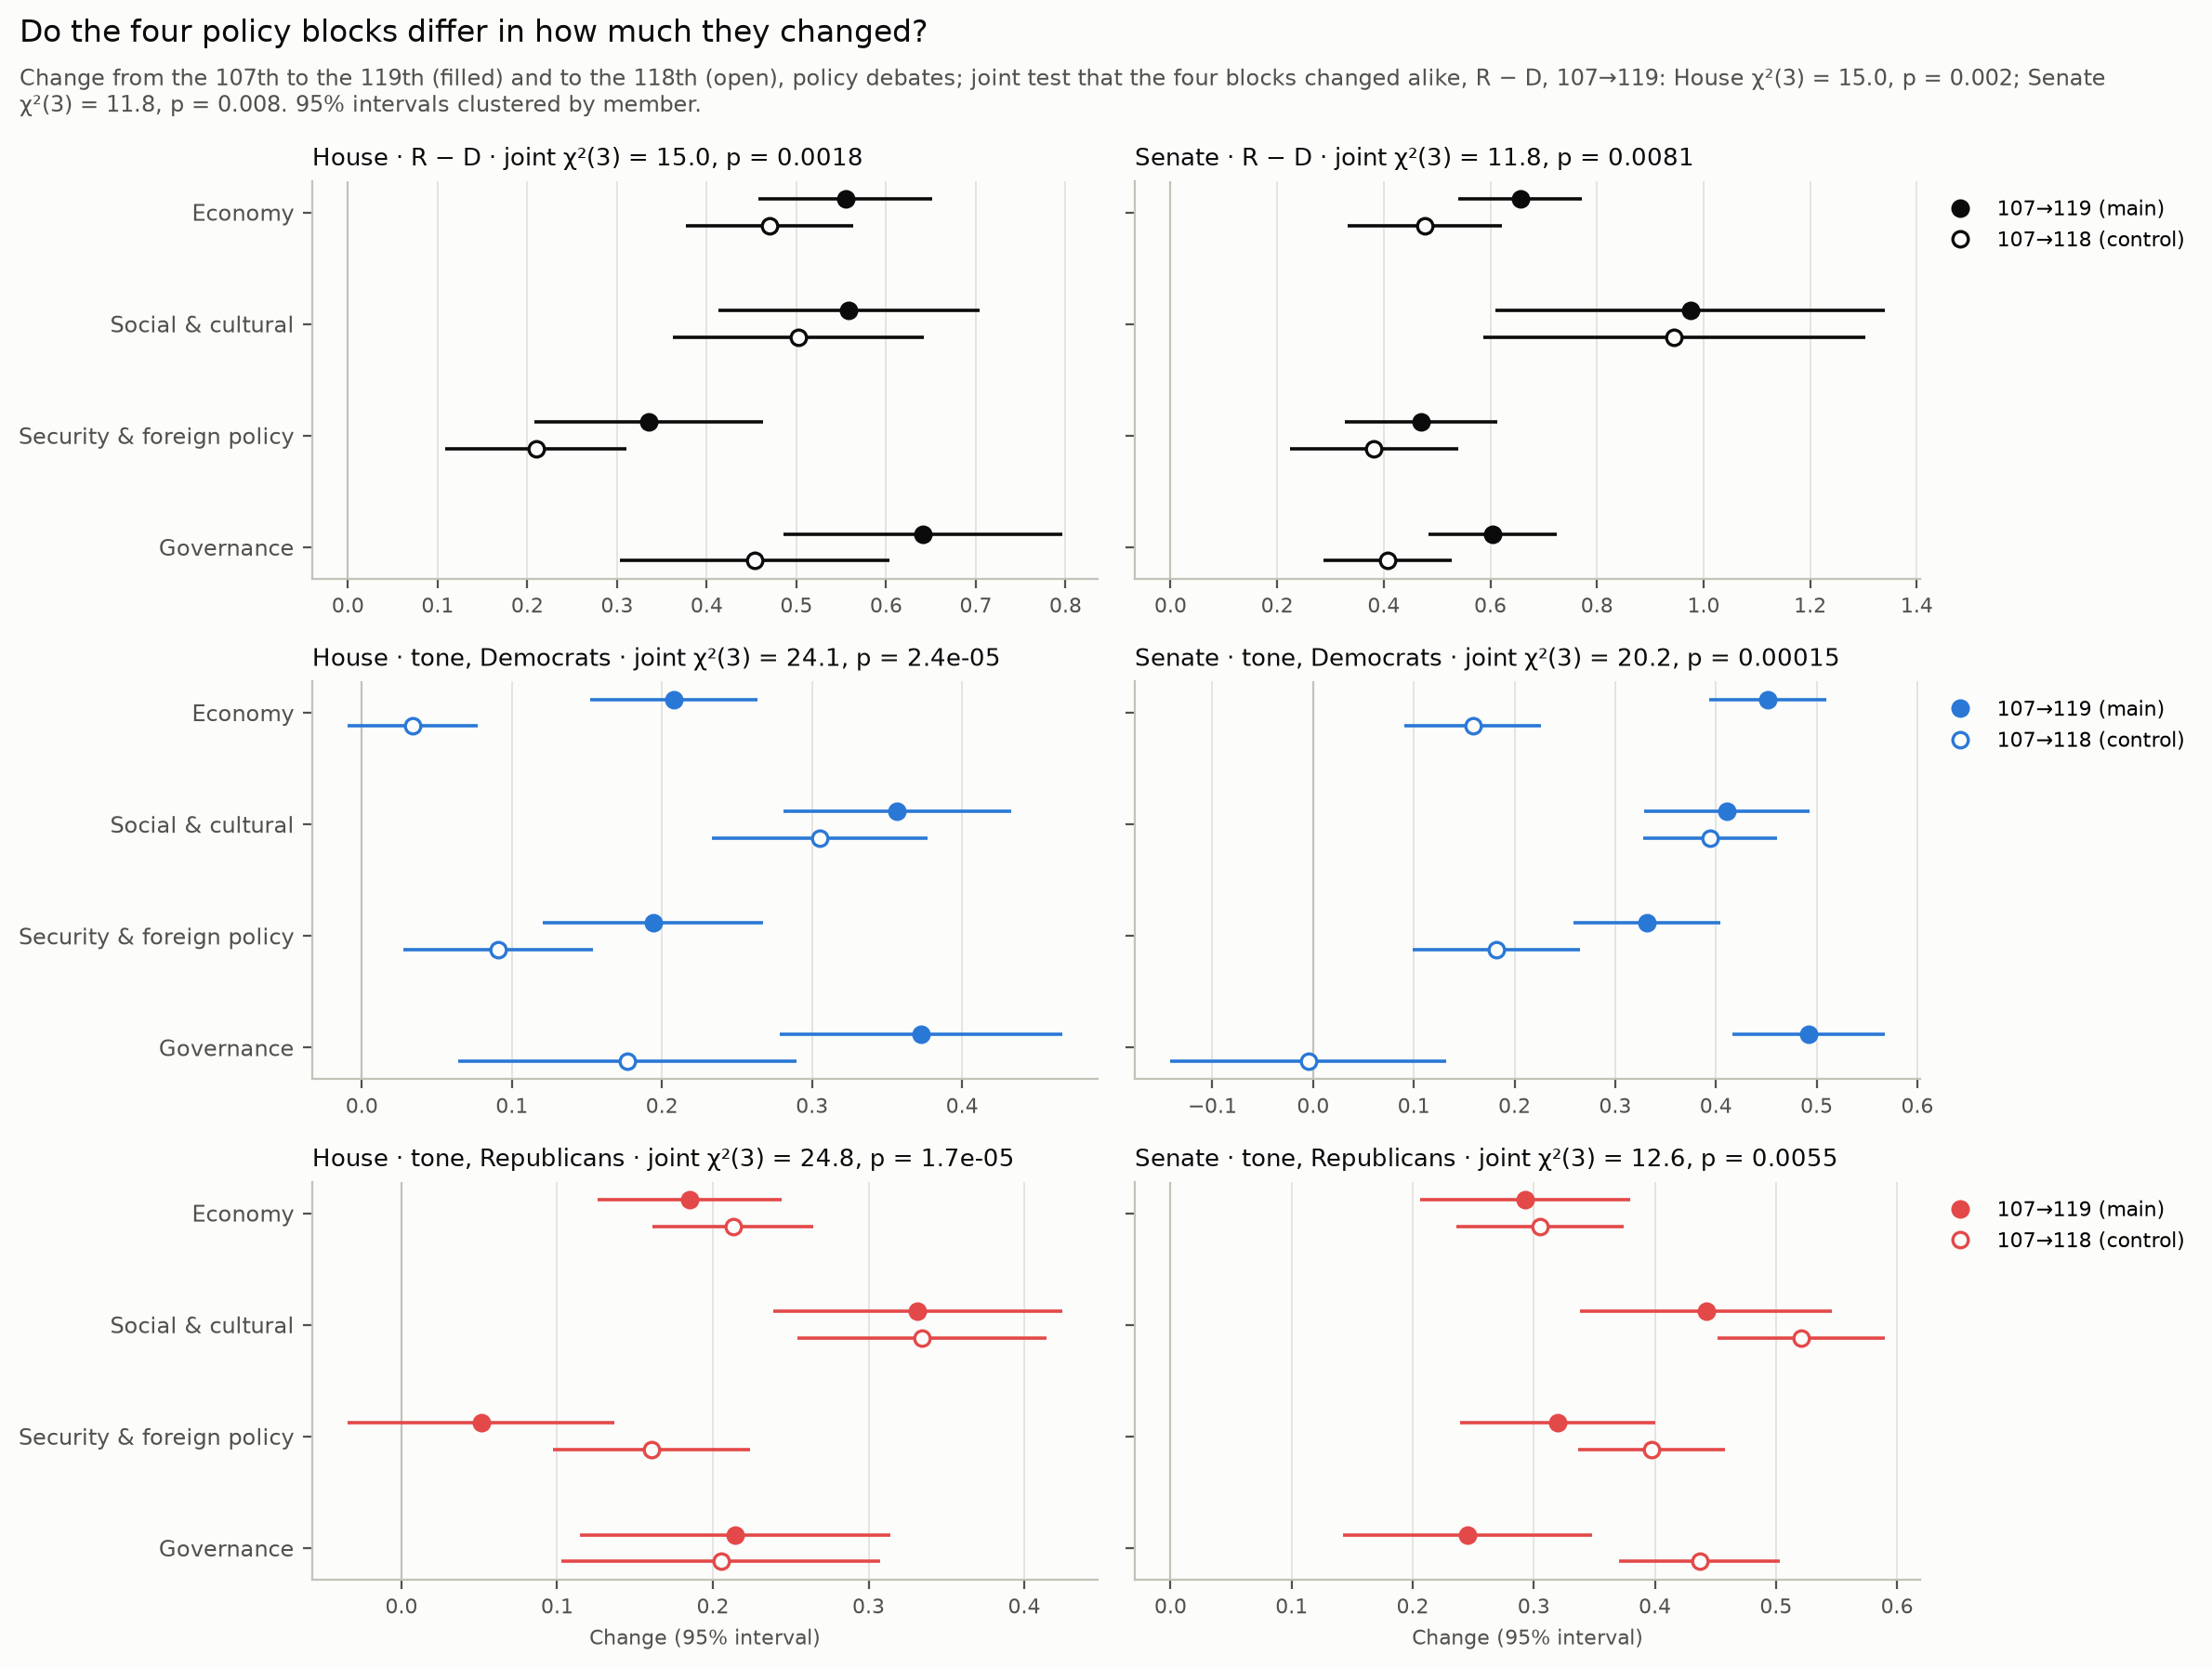 Do the four policy blocks differ in how much they changed?
Change from the 107th to the 119th (filled) and to the 118th (open), policy debates; joint test that the four blocks changed alike, R − D, 107→119: House χ²(3) = 15.0, p = 0.002; Senate
χ²(3) = 11.8, p = 0.008. 95% intervals clustered by member.
House · R − D · joint χ²(3) = 15.0, p = 0.0018
Economy
Social & cultural
Security & foreign policy
Governance
0.0 0.1 0.2 0.3 0.4 0.5 0.6 0.7 0.8
Senate · R − D · joint χ²(3) = 11.8, p = 0.0081
0.0 0.2 0.4 0.6 0.8 1.0 1.2 1.4
107→119 (main)
107→118 (control)
House · tone, Democrats · joint χ²(3) = 24.1, p = 2.4e-05
Economy
Social & cultural
Security & foreign policy
Governance
0.0 0.1 0.2 0.3 0.4
Senate · tone, Democrats · joint χ²(3) = 20.2, p = 0.00015
−0.1 0.0 0.1 0.2 0.3 0.4 0.5 0.6
107→119 (main)
107→118 (control)
House · tone, Republicans · joint χ²(3) = 24.8, p = 1.7e-05
Economy
Social & cultural
Security & foreign policy
Governance
0.0 0.1 0.2 0.3 0.4
Change (95% interval)
Senate · tone, Republicans · joint χ²(3) = 12.6, p = 0.0055
0.0 0.1 0.2 0.3 0.4 0.5 0.6
Change (95% interval)
107→119 (main)
107→118 (control)